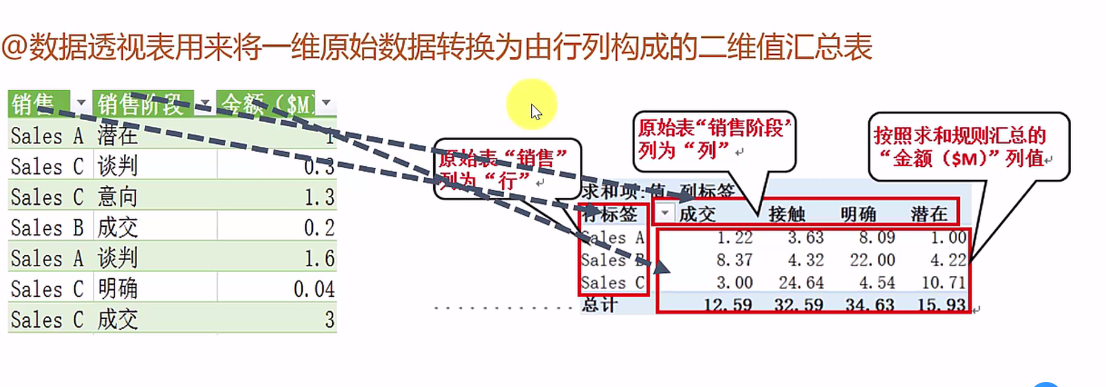 @数据透视表用来将一维原始数据转换为由行列构成的二维值汇总表
销售 销售阶段 金额($M)
Sales A 潜在 1
Sales C 谈判 0.3
Sales C 意向 1.3
Sales B 成交 0.2
Sales A 谈判 1.6
Sales C 明确 0.04
Sales C 成交 3
原始表“销售”
列为“行”
原始表“销售阶段”
列为“列”
按照求和规则汇总的
“金额($M)”列值
求和项:值 列标签
行标签 成交 接触 明确 潜在
Sales A 1.22 3.63 8.09 1.00
Sales B 8.37 4.32 22.00 4.22
Sales C 3.00 24.64 4.54 10.71
总计 12.59 32.59 34.63 15.93